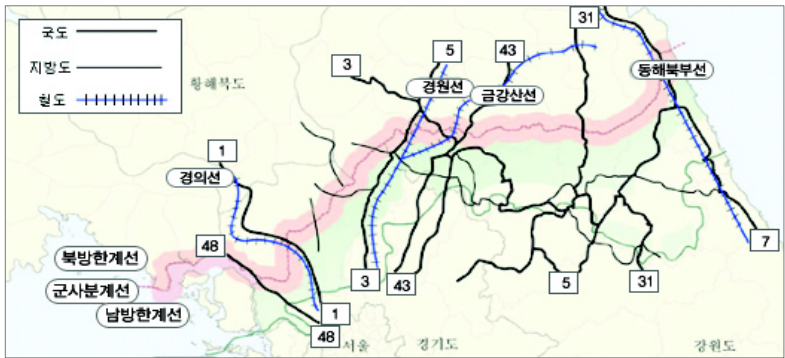 국도
지방도
철도
황해북도
3
5
43
31
경원선
금강산선
동해북부선
1
경의선
48
북방한계선
군사분계선
남방한계선
3
43
5
31
7
1
48
서울
경기도
강원도